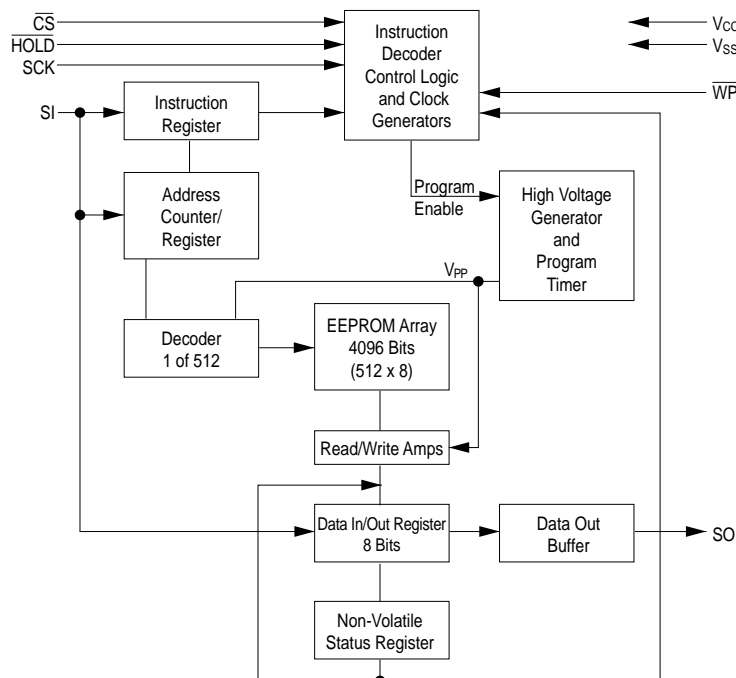 CS
HOLD
SCK
SI
Instruction
Decoder
Control Logic
and Clock
Generators
VCC
VSS
WP
Instruction
Register
Address
Counter/
Register
Program
Enable
High Voltage
Generator
and
Program
Timer
VPP
Decoder
1 of 512
EEPROM Array
4096 Bits
(512 x 8)
Read/Write Amps
Data In/Out Register
8 Bits
Data Out
Buffer
SO
Non-Volatile
Status Register